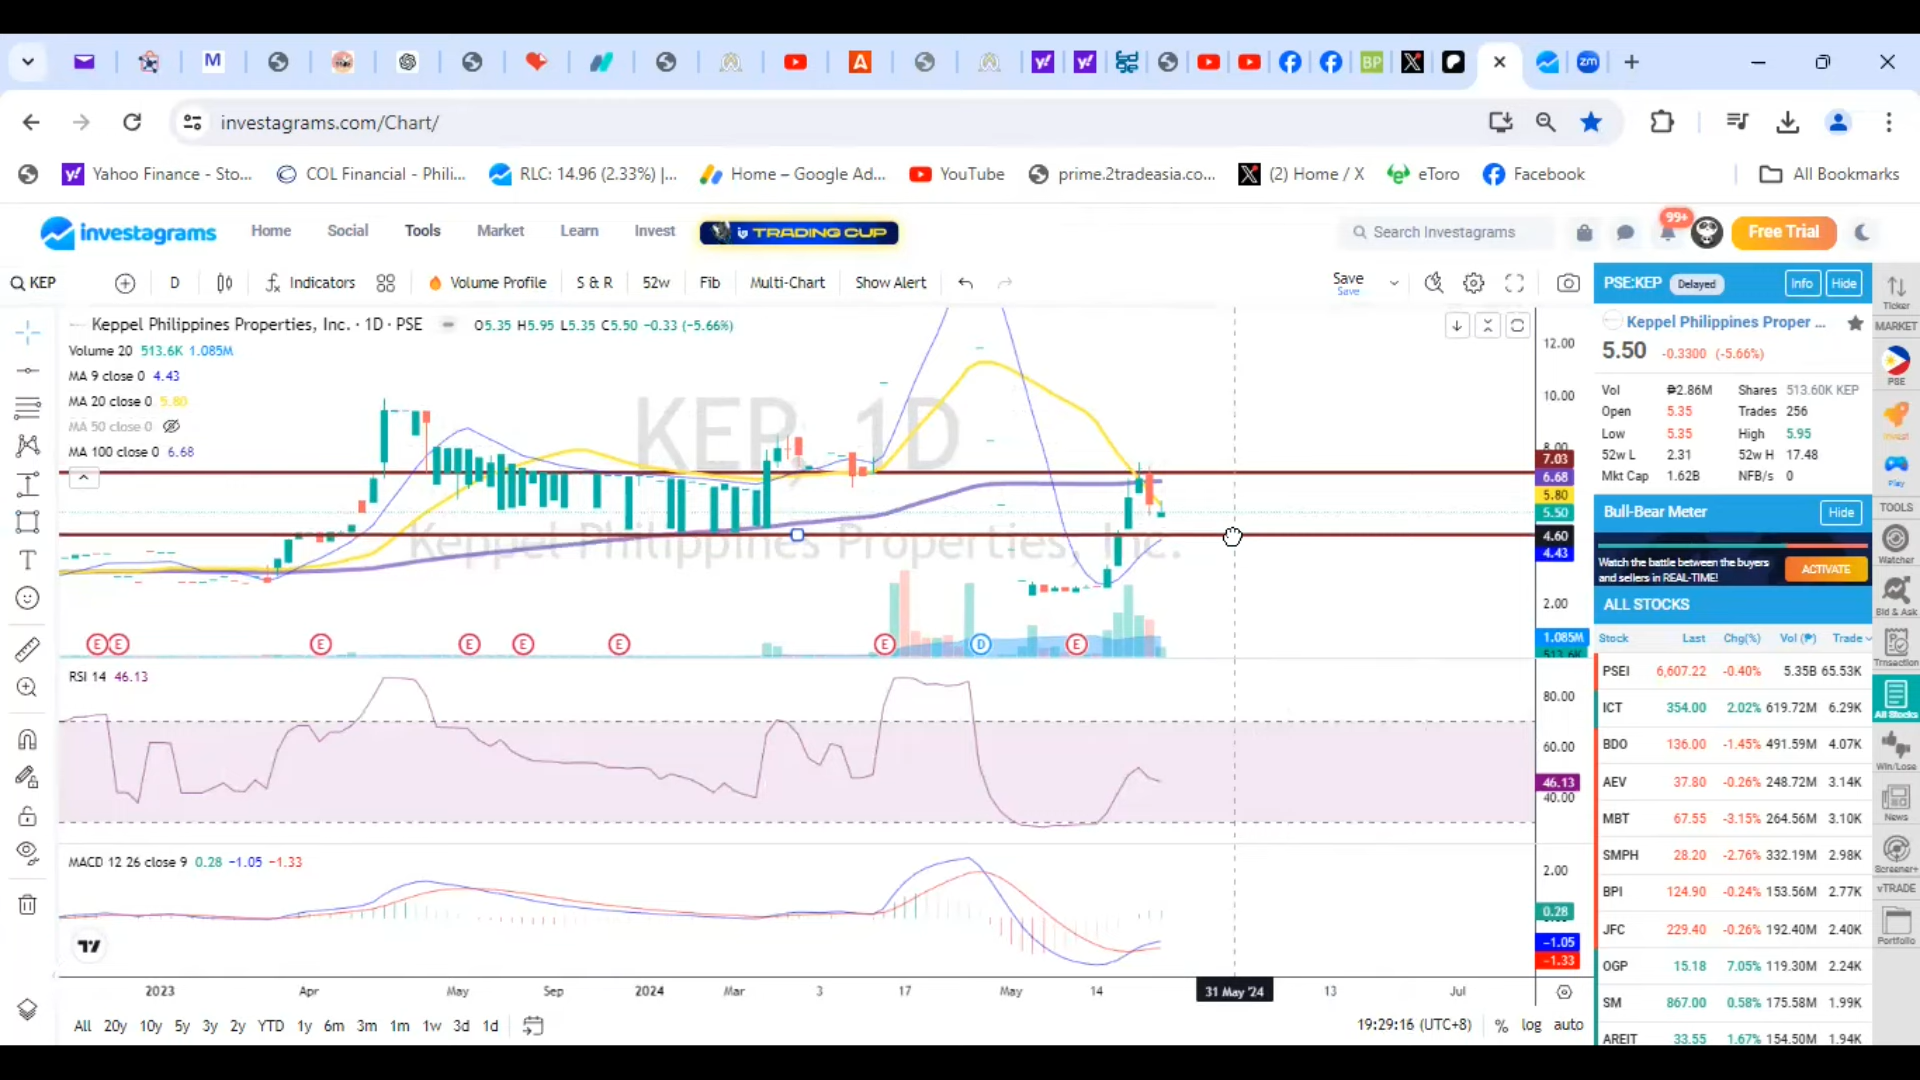 M
A
BP
zm
investagrams.com/Chart/
Yahoo Finance - Sto...
COL Financial - Phili...
RLC: 14.96 (2.33%) |...
Home – Google Ad...
YouTube
prime.2tradeasia.co...
(2) Home / X
eToro
Facebook
All Bookmarks
investagrams
Home
Social
Tools
Market
Learn
Invest
TRADING CUP
Search Investagrams
99+
Free Trial
KEP
D
Indicators
Volume Profile
S & R
52w
Fib
Multi-Chart
Show Alert
Save
Save
Keppel Philippines Properties, Inc. · 1D · PSE
O5.35 H5.95 L5.35 C5.50 −0.33 (−5.66%)
Volume 20 513.6K 1.085M
MA 9 close 0 4.43
MA 20 close 0 5.80
MA 50 close 0
MA 100 close 0 6.68
KEP, 1D
Keppel Philippines Properties, Inc.
12.00
10.00
8.00
7.03
6.68
5.80
5.50
4.60
4.43
2.00
1.085M
513.6K
E E E E E E E D E
RSI 14 46.13
80.00
60.00
46.13
40.00
MACD 12 26 close 9 0.28 −1.05 −1.33
2.00
0.28
−1.05
−1.33
2023 Apr May Sep 2024 Mar 3 17 May 14 31 May '24 13 Jul
All 20y 10y 5y 3y 2y YTD 1y 6m 3m 1m 1w 3d 1d
19:29:16 (UTC+8) % log auto
PSE:KEP Delayed Info Hide
Keppel Philippines Proper ...
5.50 -0.3300 (-5.66%)
Vol ₱2.86M Shares 513.60K KEP
Open 5.35 Trades 256
Low 5.35 High 5.95
52w L 2.31 52w H 17.48
Mkt Cap 1.62B NFB/s 0
Bull-Bear Meter Hide
Watch the battle between the buyers
and sellers in REAL-TIME!
ACTIVATE
ALL STOCKS
Stock Last Chg(%) Vol (₱) Trade
PSEI 6,607.22 -0.40% 5.35B 65.53K
ICT 354.00 2.02% 619.72M 6.29K
BDO 136.00 -1.45% 491.59M 4.07K
AEV 37.80 -0.26% 248.72M 3.14K
MBT 67.55 -3.15% 264.56M 3.10K
SMPH 28.20 -2.76% 332.19M 2.98K
BPI 124.90 -0.24% 153.56M 2.77K
JFC 229.40 -0.26% 192.40M 2.40K
OGP 15.18 7.05% 119.30M 2.24K
SM 867.00 0.58% 175.58M 1.99K
AREIT 33.55 1.67% 154.50M 1.94K
Ticker
MARKET
PSE
Invest
Play
TOOLS
Watcher
Bid & Ask
Trnsaction
All Stocks
Win/Lose
News
Screener+
vTRADE
Portfolio